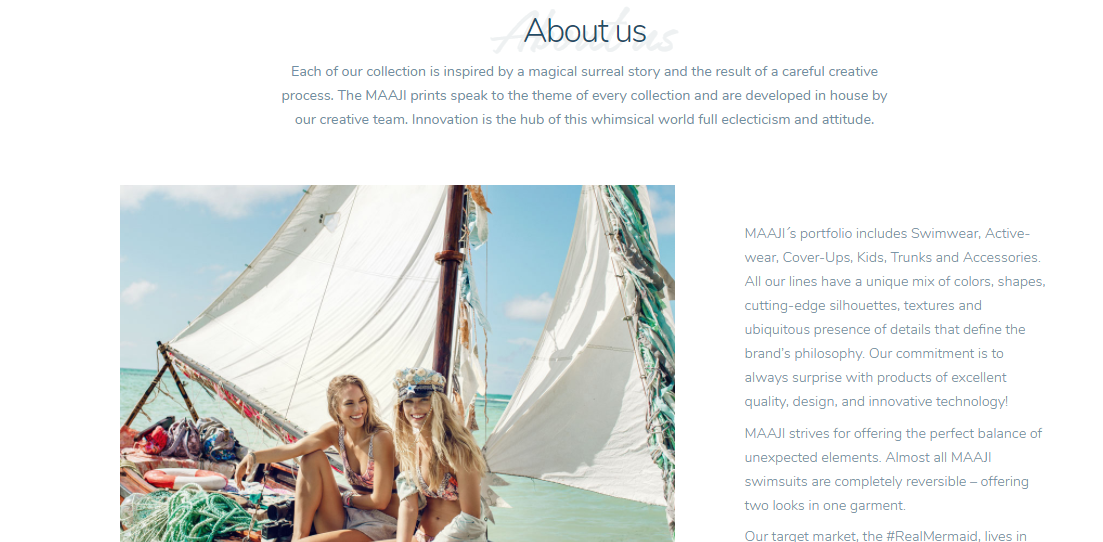 About us
Each of our collection is inspired by a magical surreal story and the result of a careful creative
process. The MAAJI prints speak to the theme of every collection and are developed in house by
our creative team. Innovation is the hub of this whimsical world full eclecticism and attitude.
MAAJI´s portfolio includes Swimwear, Active-
wear, Cover-Ups, Kids, Trunks and Accessories.
All our lines have a unique mix of colors, shapes,
cutting-edge silhouettes, textures and
ubiquitous presence of details that define the
brand's philosophy. Our commitment is to
always surprise with products of excellent
quality, design, and innovative technology!
MAAJI strives for offering the perfect balance of
unexpected elements. Almost all MAAJI
swimsuits are completely reversible – offering
two looks in one garment.
Our target market, the #RealMermaid, lives in